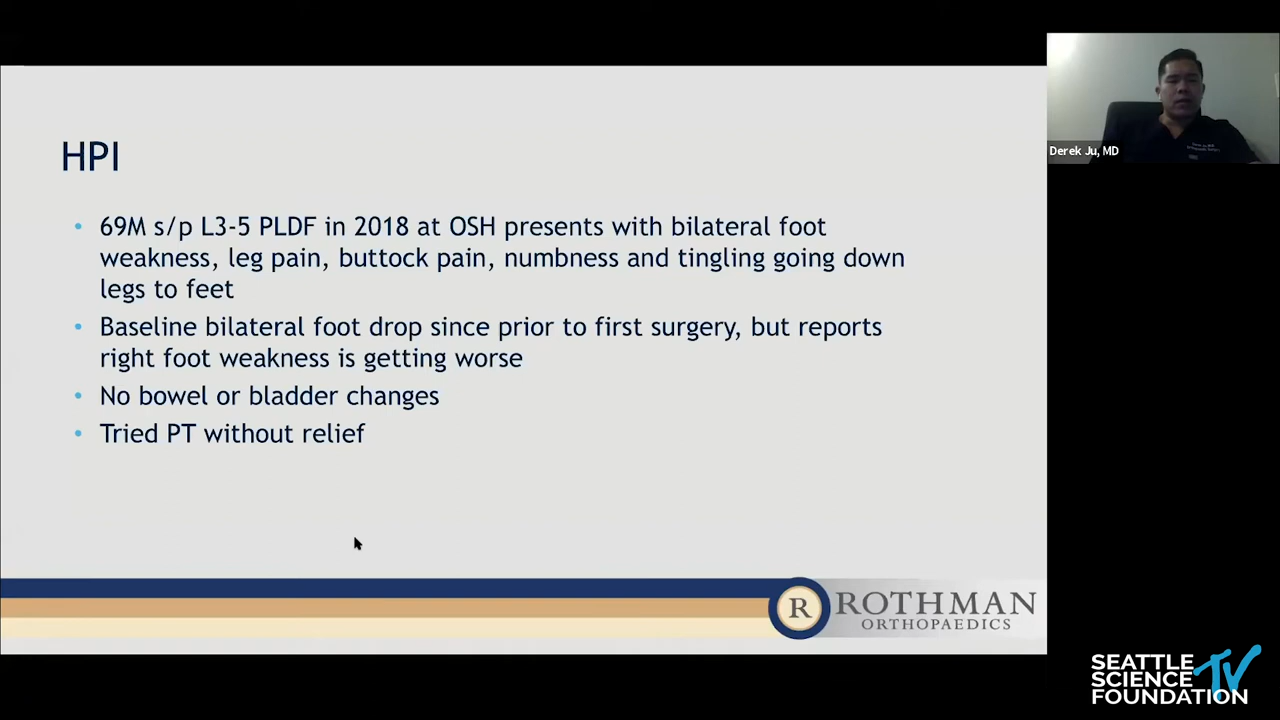 HPI
• 69M s/p L3-5 PLDF in 2018 at OSH presents with bilateral foot
weakness, leg pain, buttock pain, numbness and tingling going down
legs to feet
• Baseline bilateral foot drop since prior to first surgery, but reports
right foot weakness is getting worse
• No bowel or bladder changes
• Tried PT without relief
R ROTHMAN
ORTHOPAEDICS
Derek Ju, MD
SEATTLE
SCIENCE TV
FOUNDATION